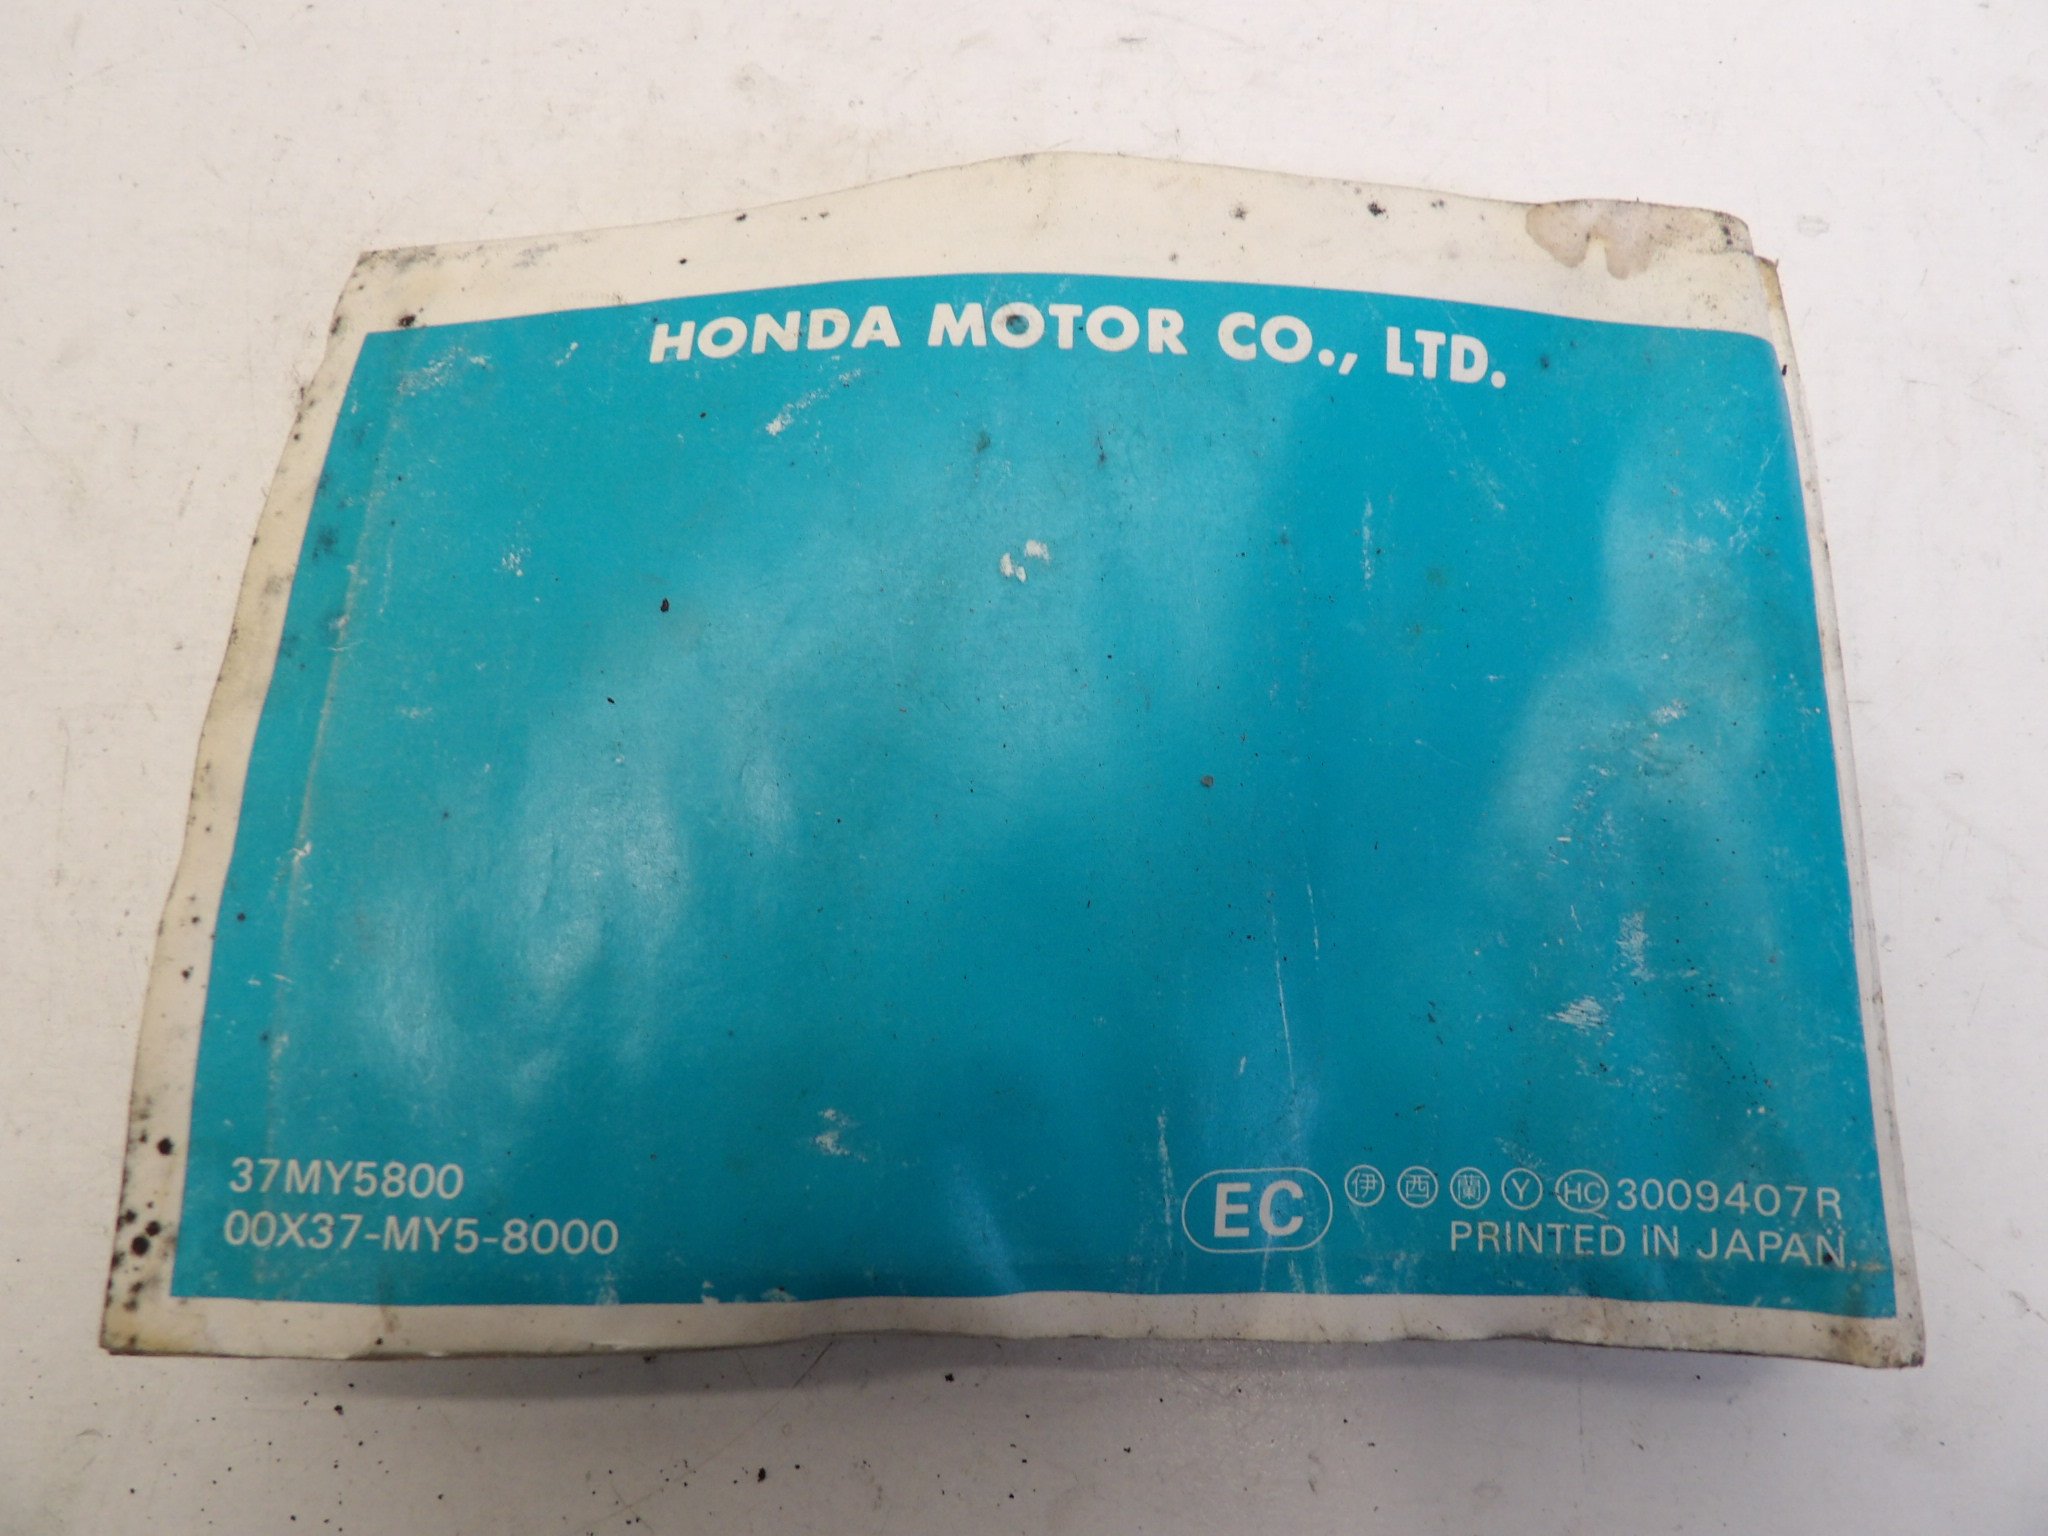 HONDA MOTOR CO., LTD.
37MY5800
00X37-MY5-8000
EC
伊 西 蘭 Y HC 3009407R
PRINTED IN JAPAN.